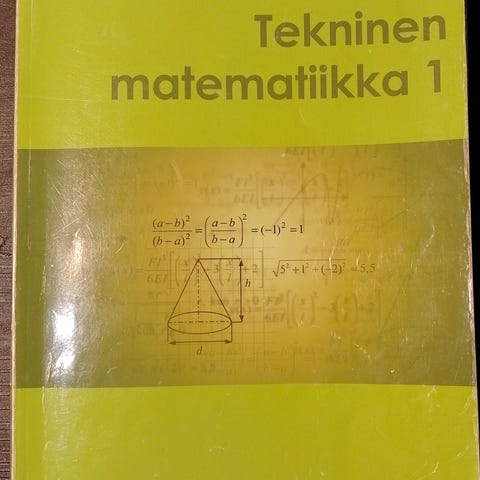 Tekninen
matematiikka 1
(a−b)²/(b−a)² = ((a−b)/(b−a))² = (−1)² = 1
√5²+1²+(−2)² = 5,5
h
d